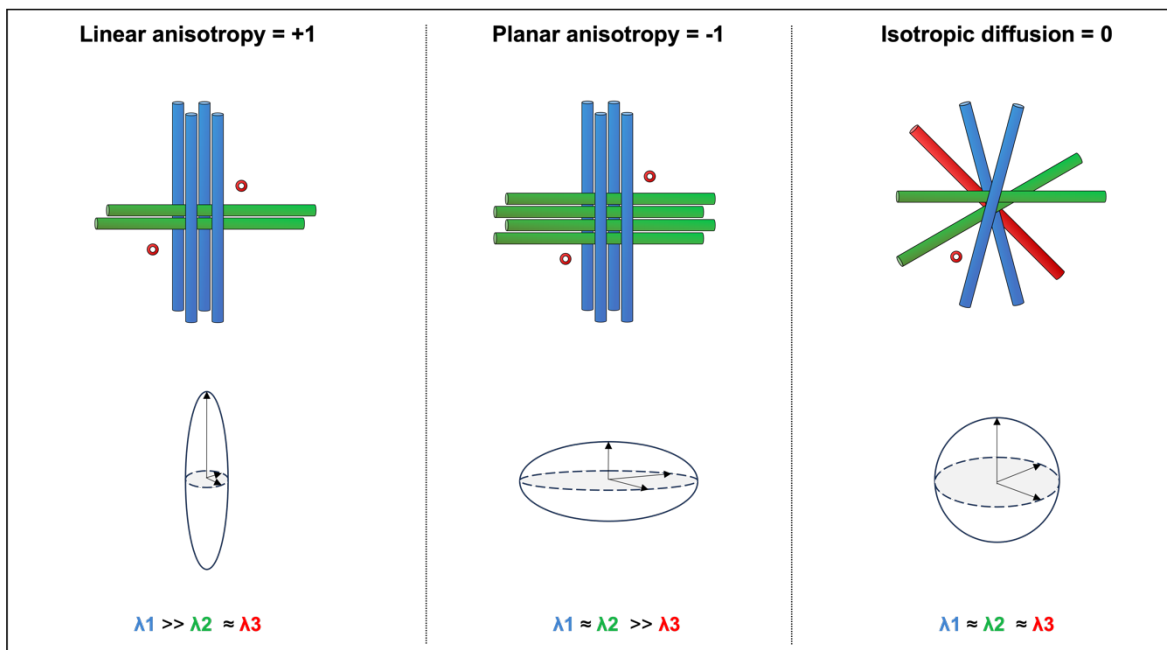 Linear anisotropy = +1
Planar anisotropy = -1
Isotropic diffusion = 0
λ1 >> λ2 ≈ λ3
λ1 ≈ λ2 >> λ3
λ1 ≈ λ2 ≈ λ3